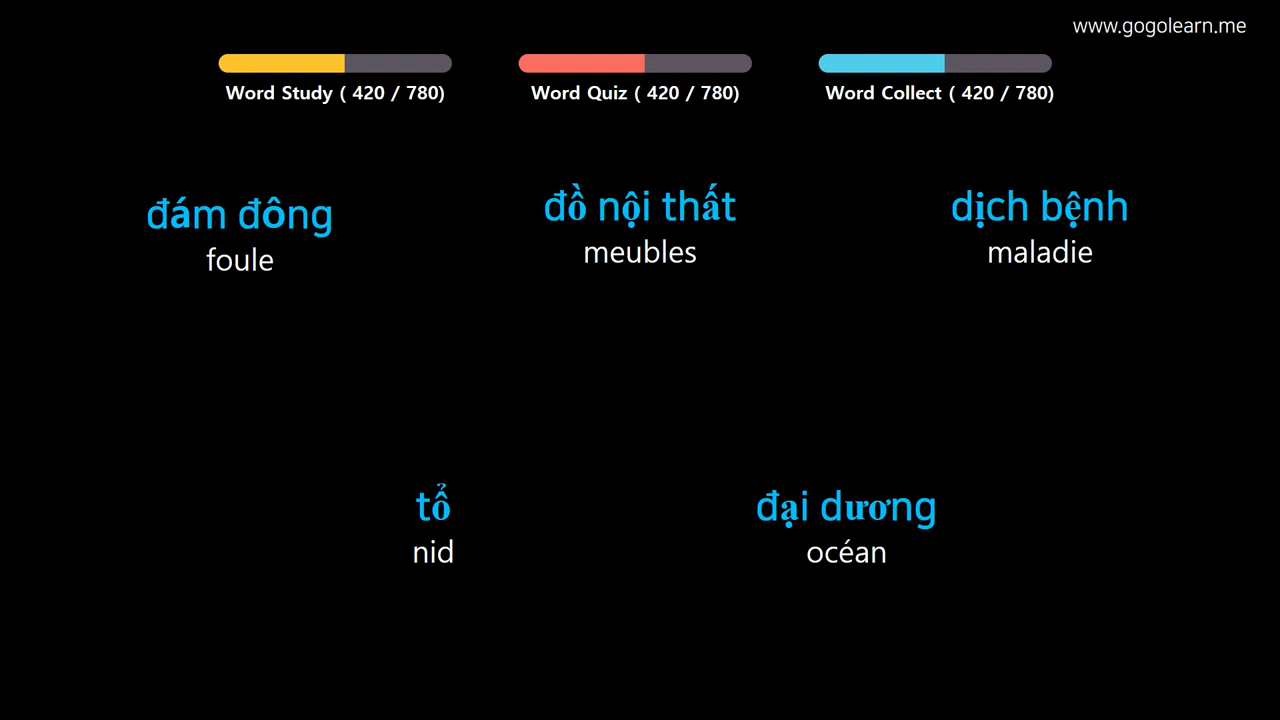 www.gogolearn.me
Word Study ( 420 / 780)
Word Quiz ( 420 / 780)
Word Collect ( 420 / 780)
đám đông
foule
đồ nội thất
meubles
dịch bệnh
maladie
tổ
nid
đại dương
océan